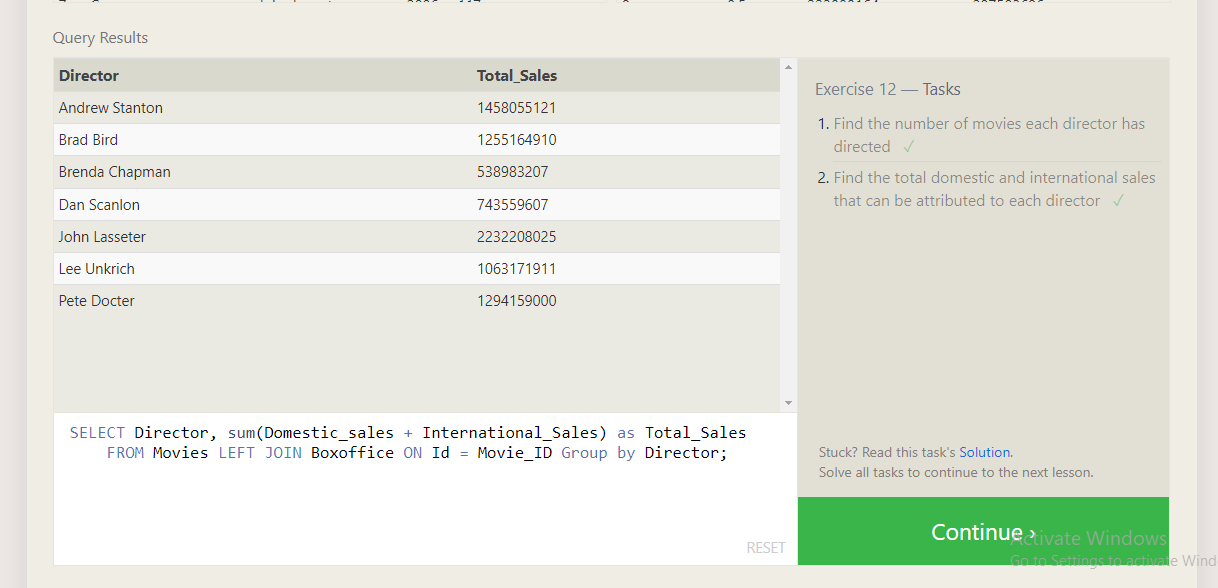 Query Results
Director Total_Sales
Andrew Stanton 1458055121
Brad Bird 1255164910
Brenda Chapman 538983207
Dan Scanlon 743559607
John Lasseter 2232208025
Lee Unkrich 1063171911
Pete Docter 1294159000
SELECT Director, sum(Domestic_sales + International_Sales) as Total_Sales
FROM Movies LEFT JOIN Boxoffice ON Id = Movie_ID Group by Director;
RESET
Exercise 12 — Tasks
1. Find the number of movies each director has
directed ✓
2. Find the total domestic and international sales
that can be attributed to each director ✓
Stuck? Read this task's Solution.
Solve all tasks to continue to the next lesson.
Continue ›
Activate Windows
Go to Settings to activate Wind